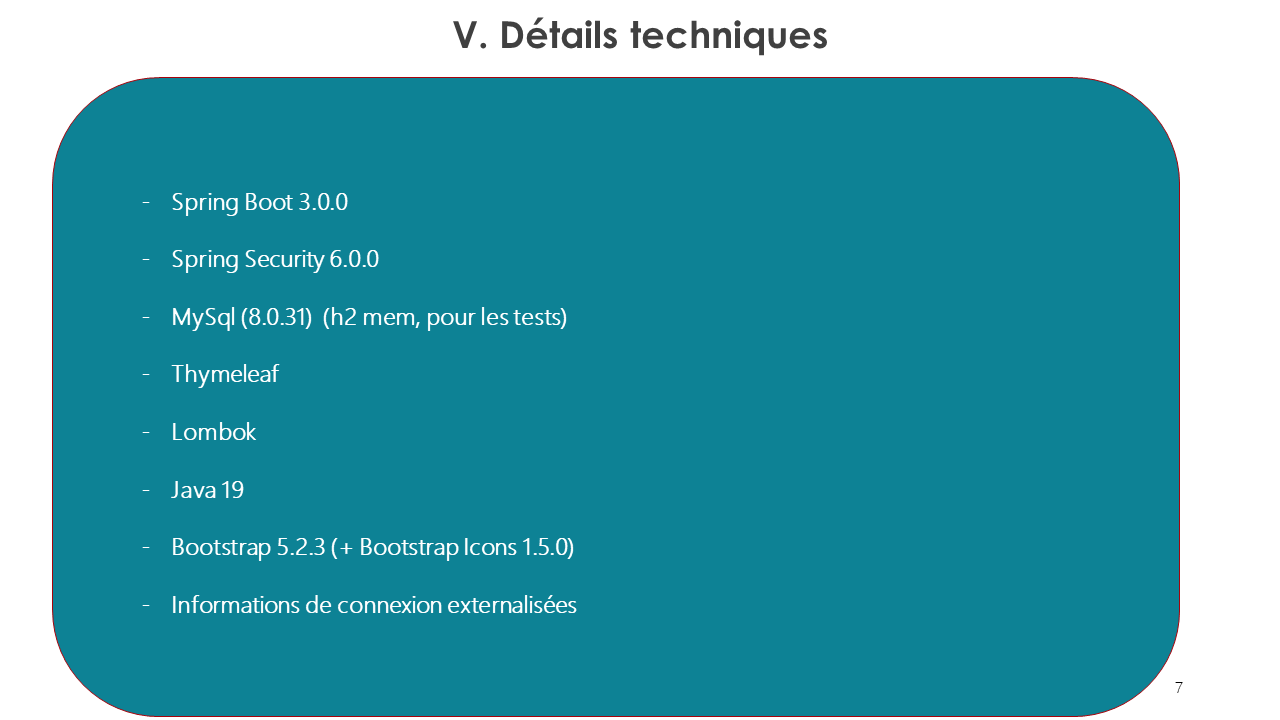 V. Détails techniques
- Spring Boot 3.0.0
- Spring Security 6.0.0
- MySql (8.0.31) (h2 mem, pour les tests)
- Thymeleaf
- Lombok
- Java 19
- Bootstrap 5.2.3 (+ Bootstrap Icons 1.5.0)
- Informations de connexion externalisées
7